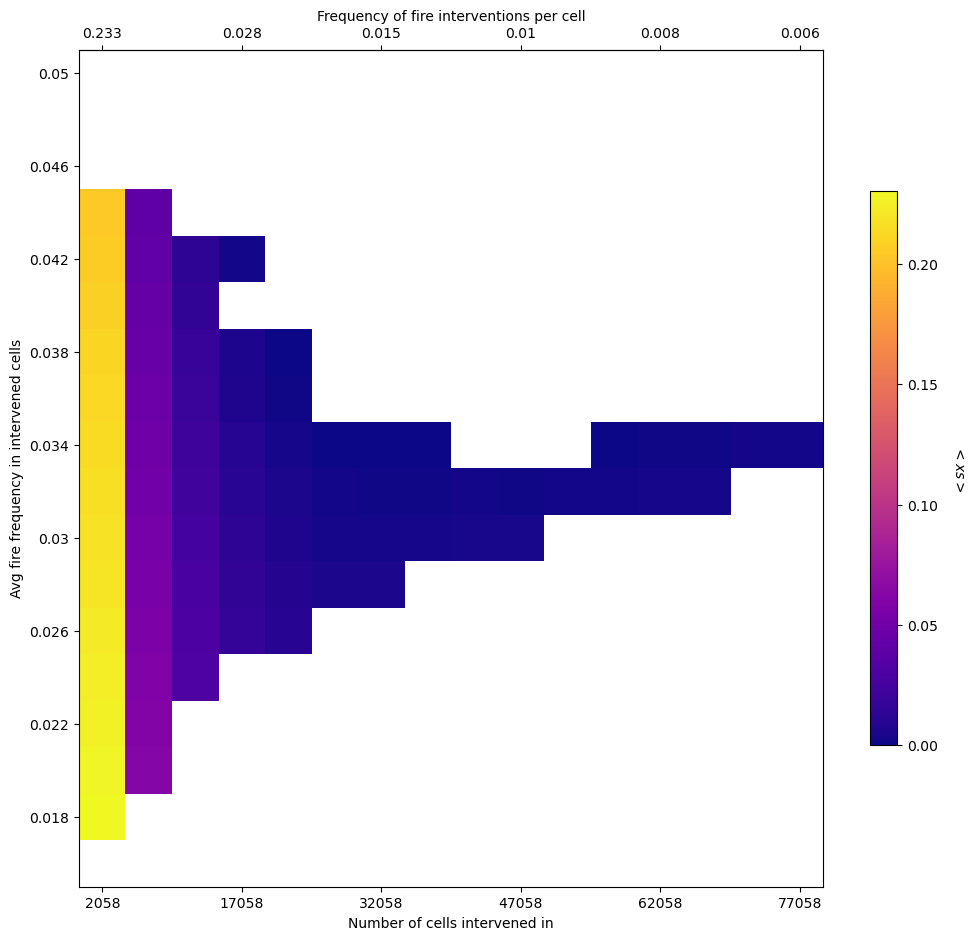 Frequency of fire interventions per cell
0.233 0.028 0.015 0.01 0.008 0.006
Avg fire frequency in intervened cells
0.05
0.046
0.042
0.038
0.034
0.03
0.026
0.022
0.018
2058 17058 32058 47058 62058 77058
Number of cells intervened in
0.20
0.15
0.10
0.05
0.00
< sx >